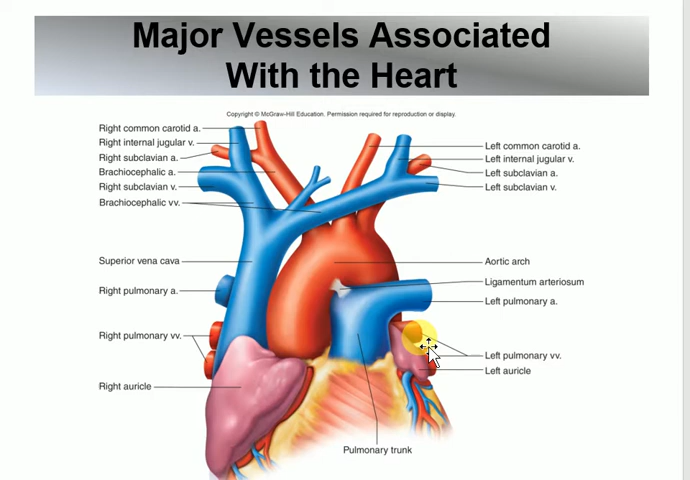 Major Vessels Associated
With the Heart
Copyright © McGraw-Hill Education. Permission required for reproduction or display.
Right common carotid a.
Right internal jugular v.
Right subclavian a.
Brachiocephalic a.
Right subclavian v.
Brachiocephalic vv.
Superior vena cava
Right pulmonary a.
Right pulmonary vv.
Right auricle
Left common carotid a.
Left internal jugular v.
Left subclavian a.
Left subclavian v.
Aortic arch
Ligamentum arteriosum
Left pulmonary a.
Left pulmonary vv.
Left auricle
Pulmonary trunk